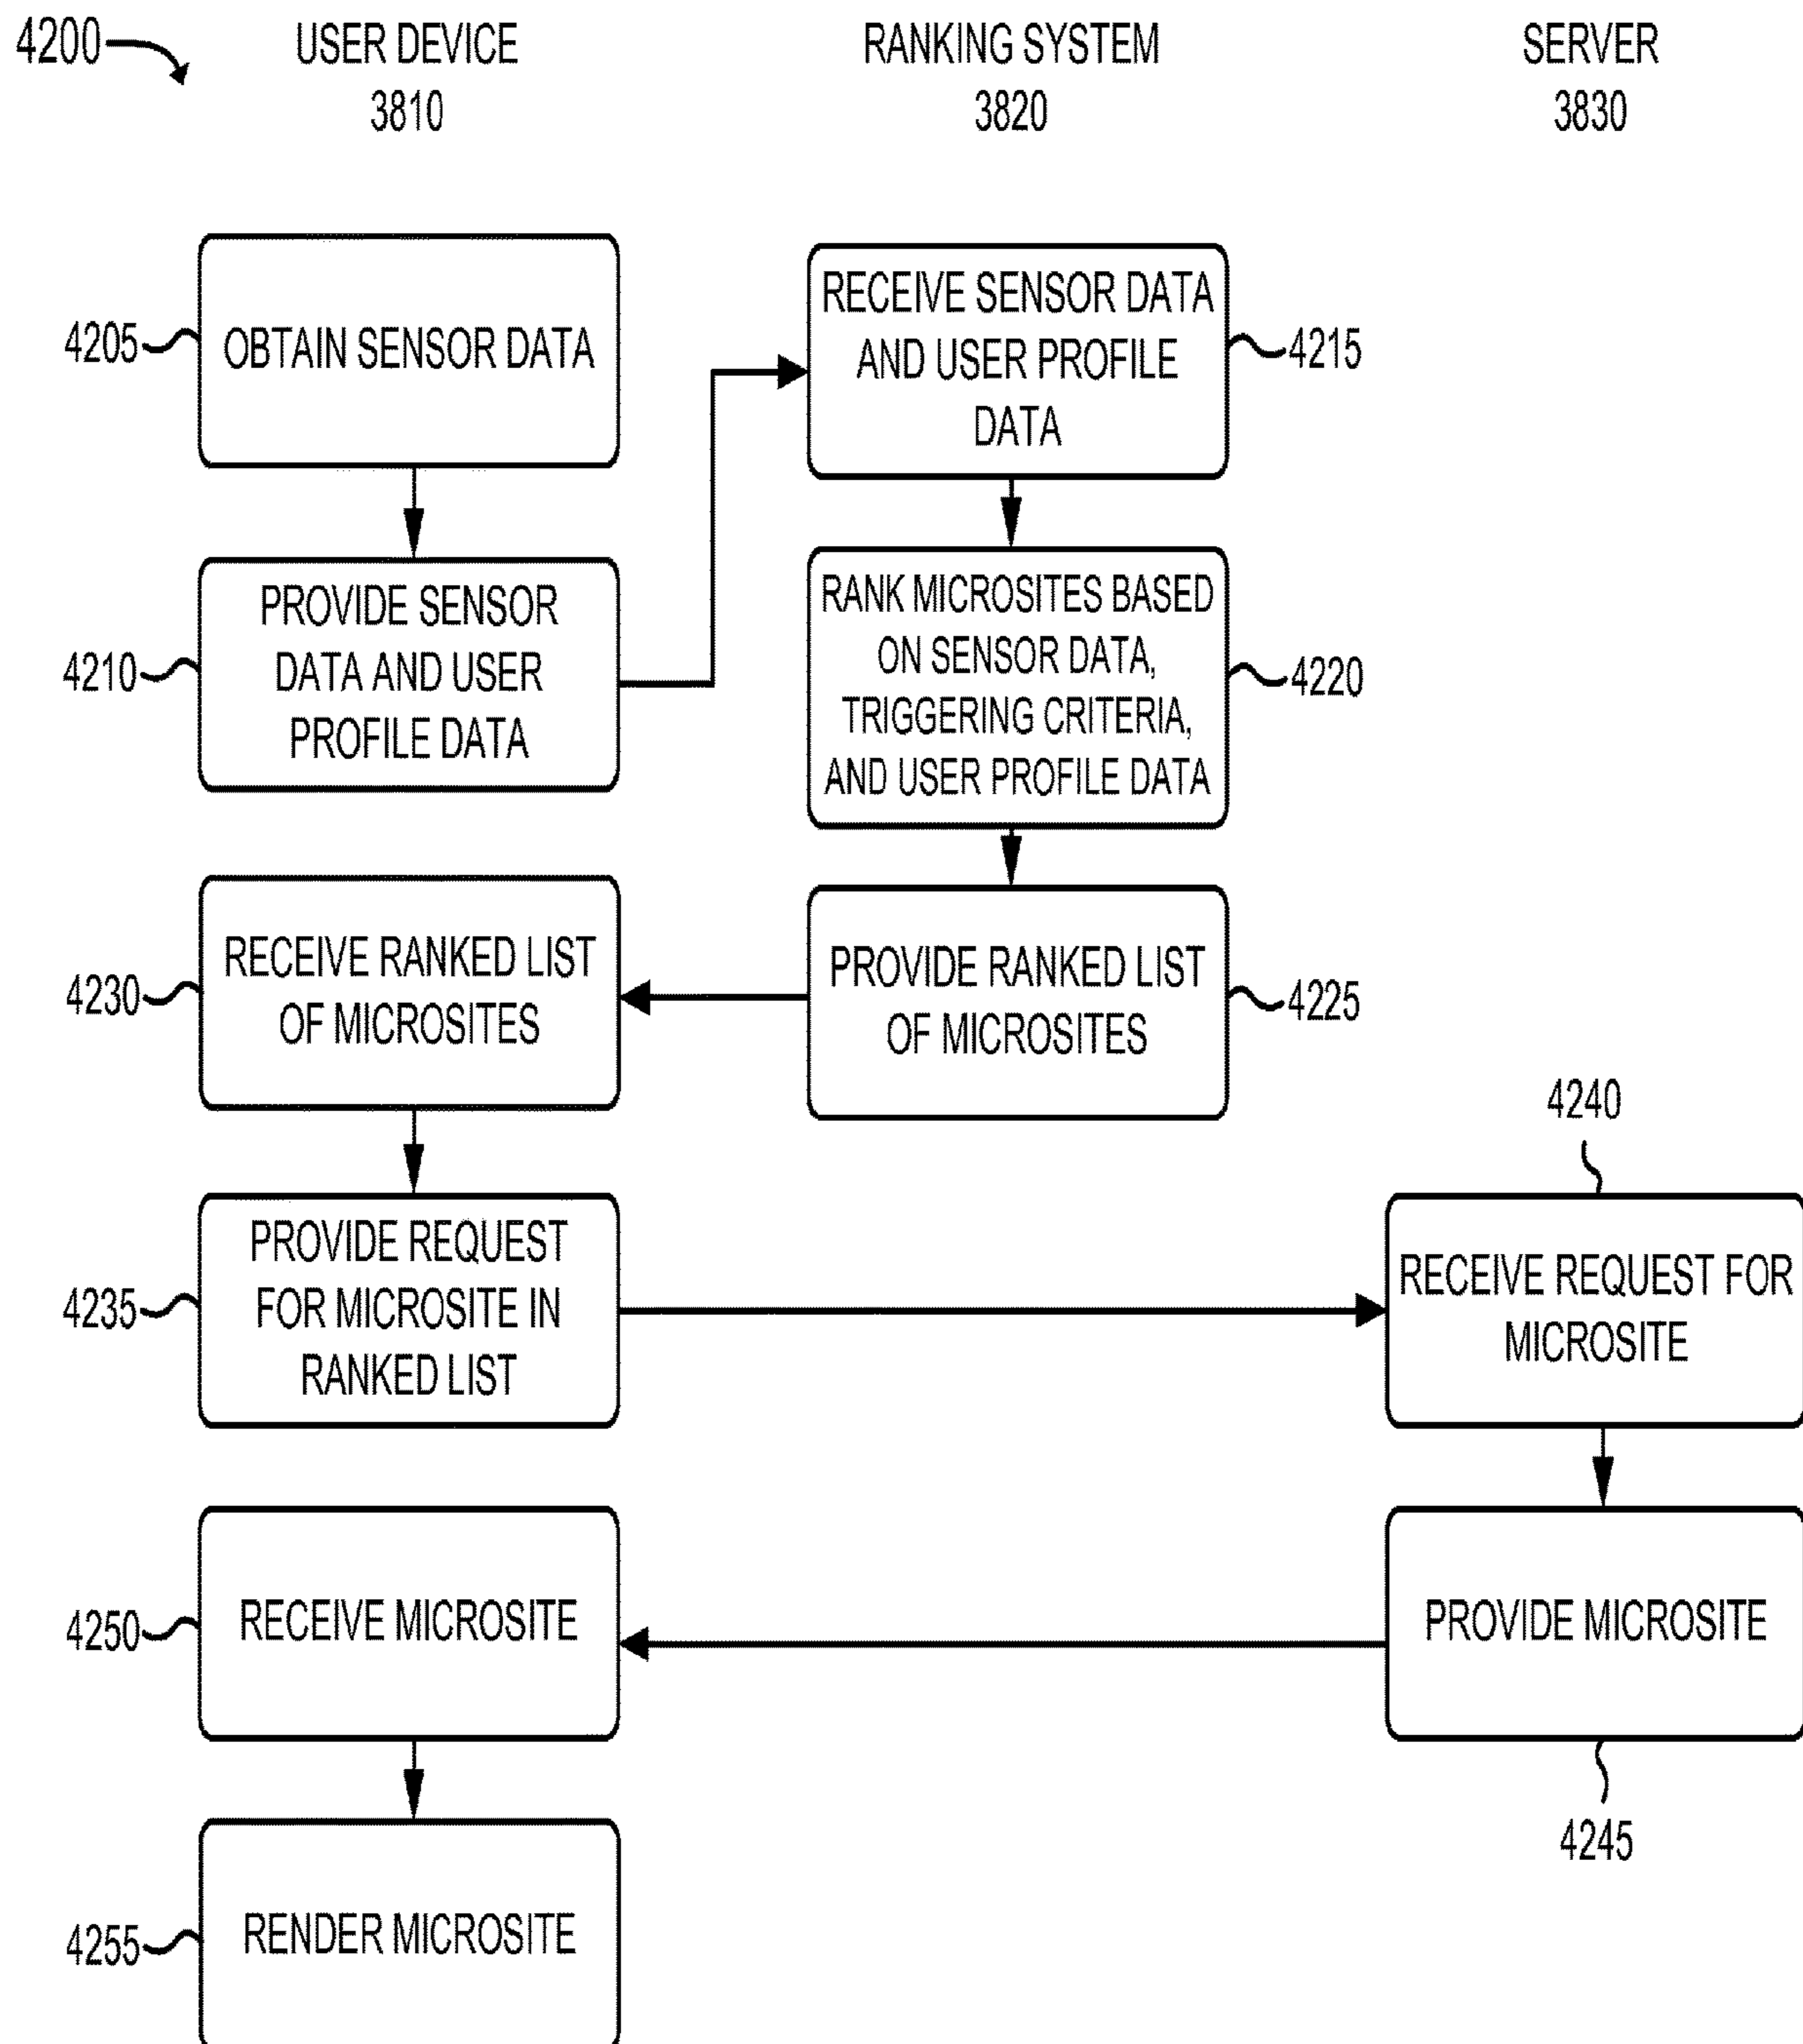 4200
USER DEVICE
3810
RANKING SYSTEM
3820
SERVER
3830
4205
OBTAIN SENSOR DATA
4210
PROVIDE SENSOR
DATA AND USER
PROFILE DATA
RECEIVE SENSOR DATA
AND USER PROFILE
DATA
4215
RANK MICROSITES BASED
ON SENSOR DATA,
TRIGGERING CRITERIA,
AND USER PROFILE DATA
4220
PROVIDE RANKED LIST
OF MICROSITES
4225
4230
RECEIVE RANKED LIST
OF MICROSITES
4235
PROVIDE REQUEST
FOR MICROSITE IN
RANKED LIST
4240
RECEIVE REQUEST FOR
MICROSITE
PROVIDE MICROSITE
4245
4250
RECEIVE MICROSITE
4255
RENDER MICROSITE